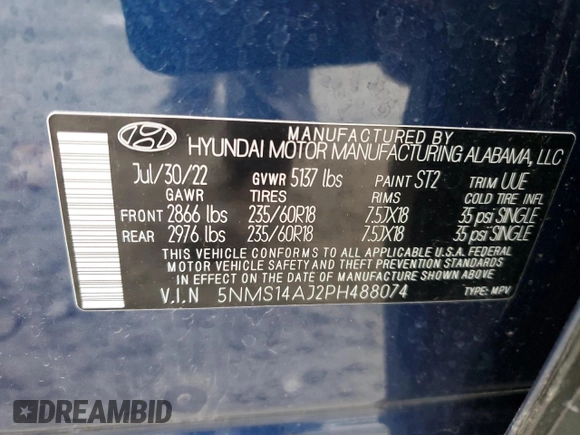 MANUFACTURED BY
HYUNDAI MOTOR MANUFACTURING ALABAMA, LLC
Jul/30/22 GVWR 5137 lbs PAINT ST2 TRIM UUE
GAWR TIRES RIMS COLD TIRE INFL
FRONT 2866 lbs 235/60R18 7.5JX18 35 psi SINGLE
REAR 2976 lbs 235/60R18 7.5JX18 35 psi SINGLE
THIS VEHICLE CONFORMS TO ALL APPLICABLE U.S.A. FEDERAL
MOTOR VEHICLE SAFETY AND THEFT PREVENTION STANDARDS
IN EFFECT ON THE DATE OF MANUFACTURE SHOWN ABOVE.
V.I.N 5NMS14AJ2PH488074 TYPE: MPV
DREAMBID